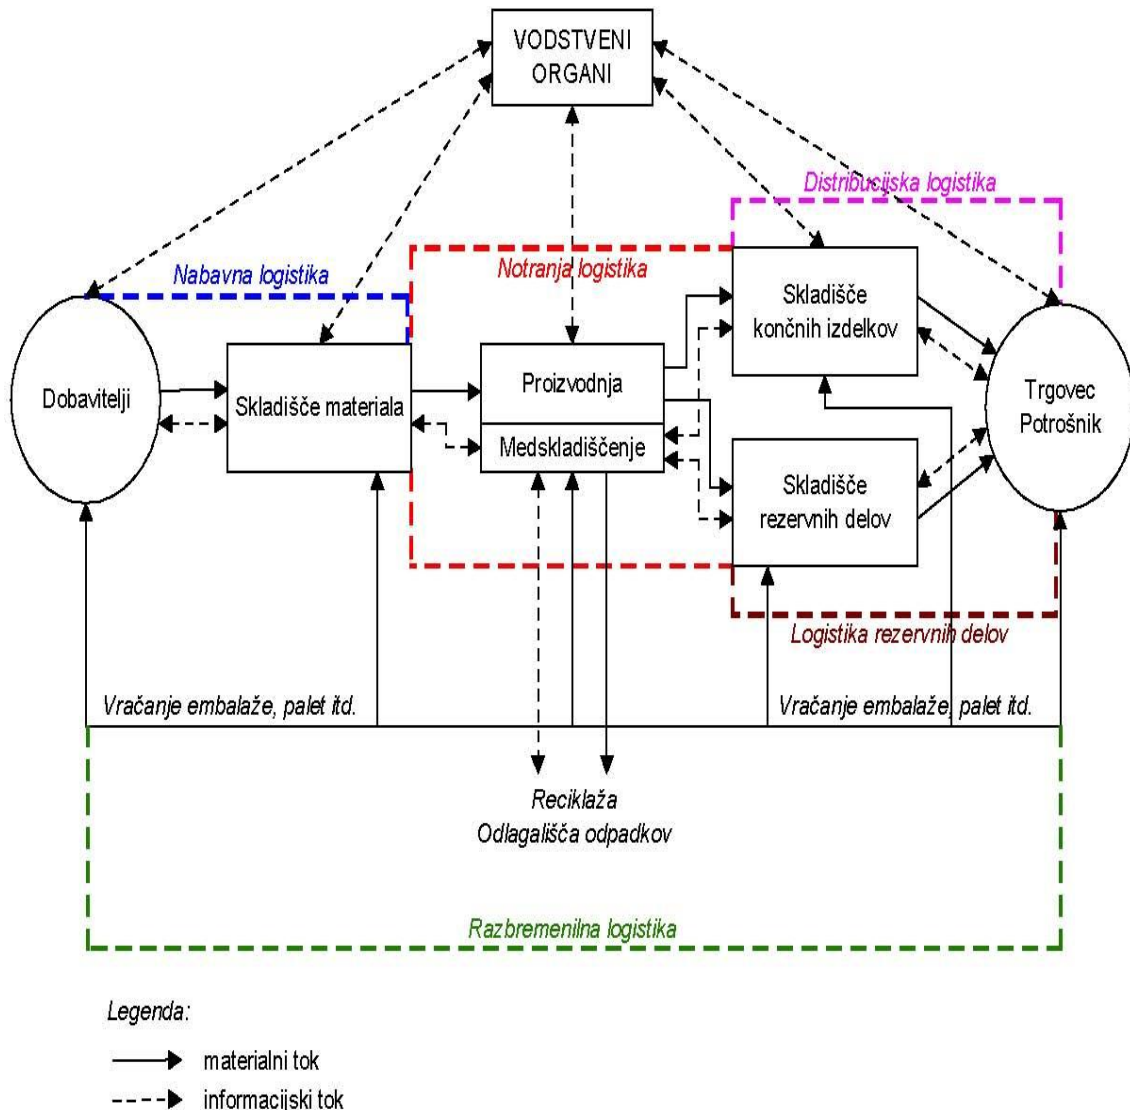 VODSTVENI
ORGANI
Distribucijska logistika
Nabavna logistika
Notranja logistika
Skladišče
končnih izdelkov
Dobavitelji
Skladišče materiala
Proizvodnja
Medskladiščenje
Trgovec
Potrošnik
Skladišče
rezervnih delov
Logistika rezervnih delov
Vračanje embalaže, palet itd.
Vračanje embalaže, palet itd.
Reciklaža
Odlagališča odpadkov
Razbremenilna logistika
Legenda:
materialni tok
informacijski tok